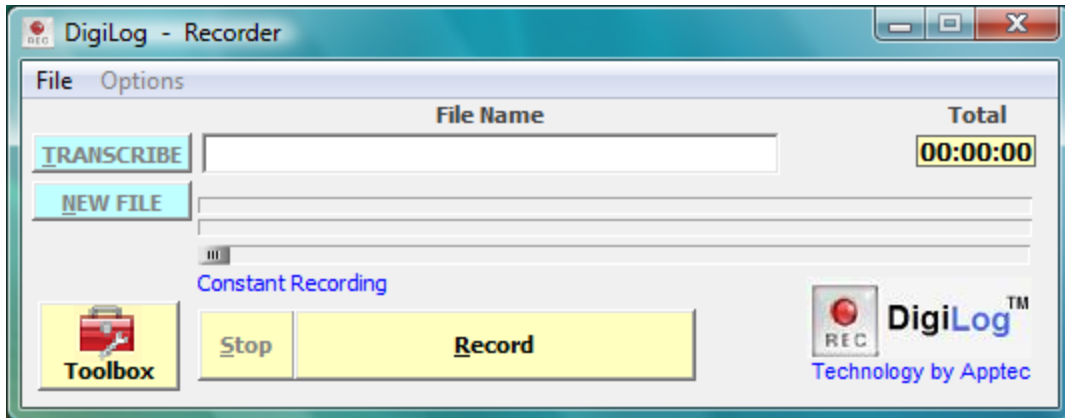 REC DigiLog - Recorder
File Options
File Name Total
TRANSCRIBE 00:00:00
NEW FILE
Constant Recording
Toolbox Stop Record
REC DigiLog™
Technology by Apptec